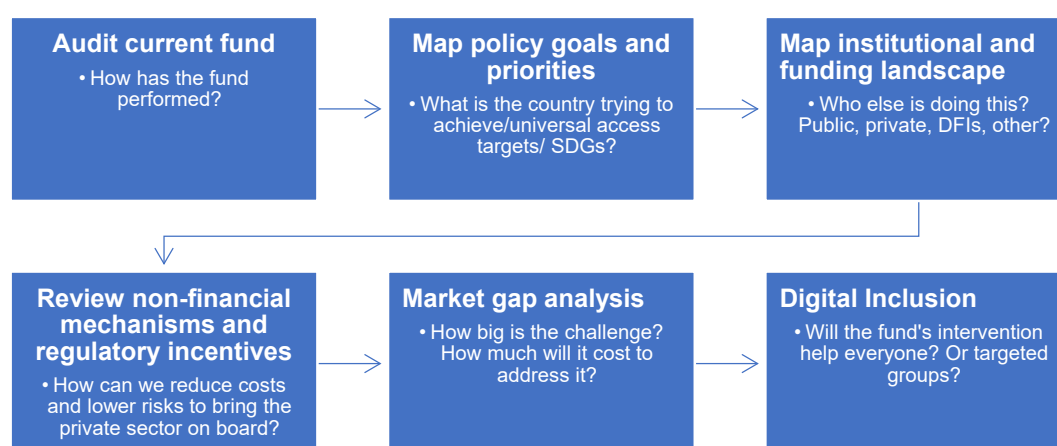 Audit current fund
• How has the fund
performed?
Map policy goals and
priorities
• What is the country trying to
achieve/universal access
targets/ SDGs?
Map institutional and
funding landscape
• Who else is doing this?
Public, private, DFIs, other?
Review non-financial
mechanisms and
regulatory incentives
• How can we reduce costs
and lower risks to bring the
private sector on board?
Market gap analysis
• How big is the challenge?
How much will it cost to
address it?
Digital Inclusion
• Will the fund's intervention
help everyone? Or targeted
groups?